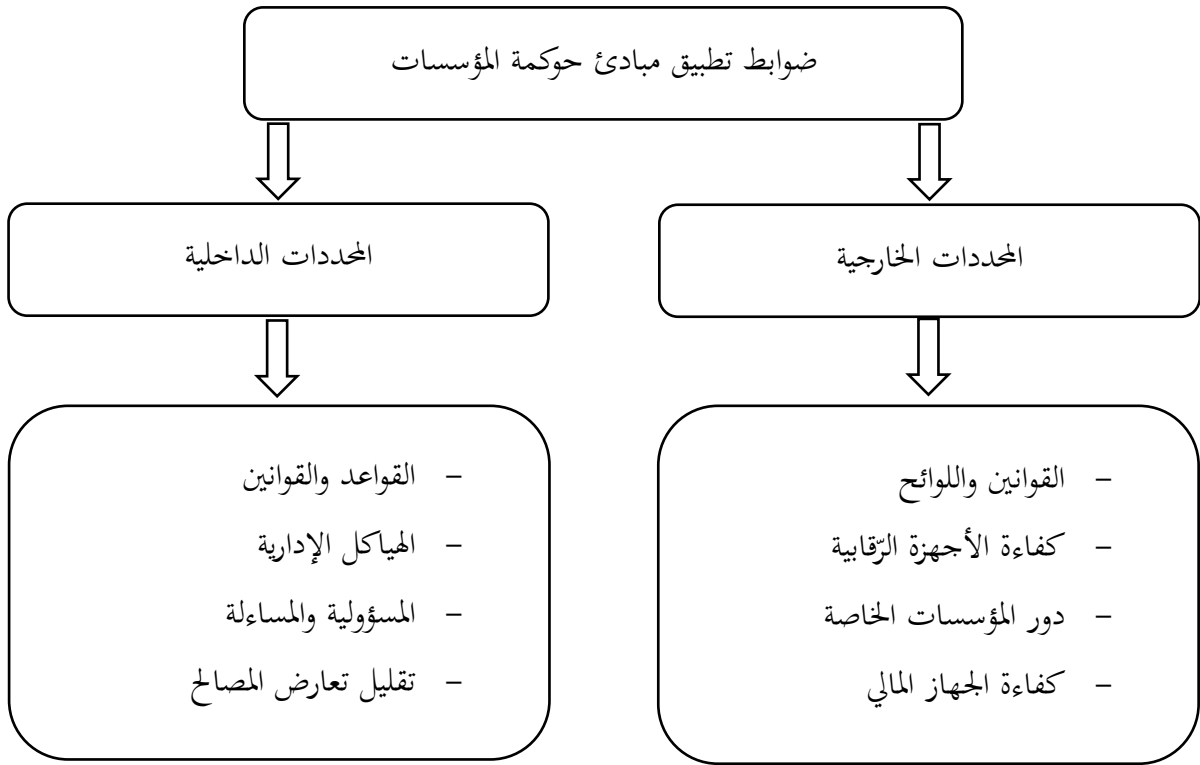 ضوابط تطبيق مبادئ حوكمة المؤسسات
المحددات الخارجية
المحددات الداخلية
- القوانين واللوائح
- كفاءة الأجهزة الرّقابية
- دور المؤسسات الخاصة
- كفاءة الجهاز المالي
- القواعد والقوانين
- الهياكل الإدارية
- المسؤولية والمساءلة
- تقليل تعارض المصالح